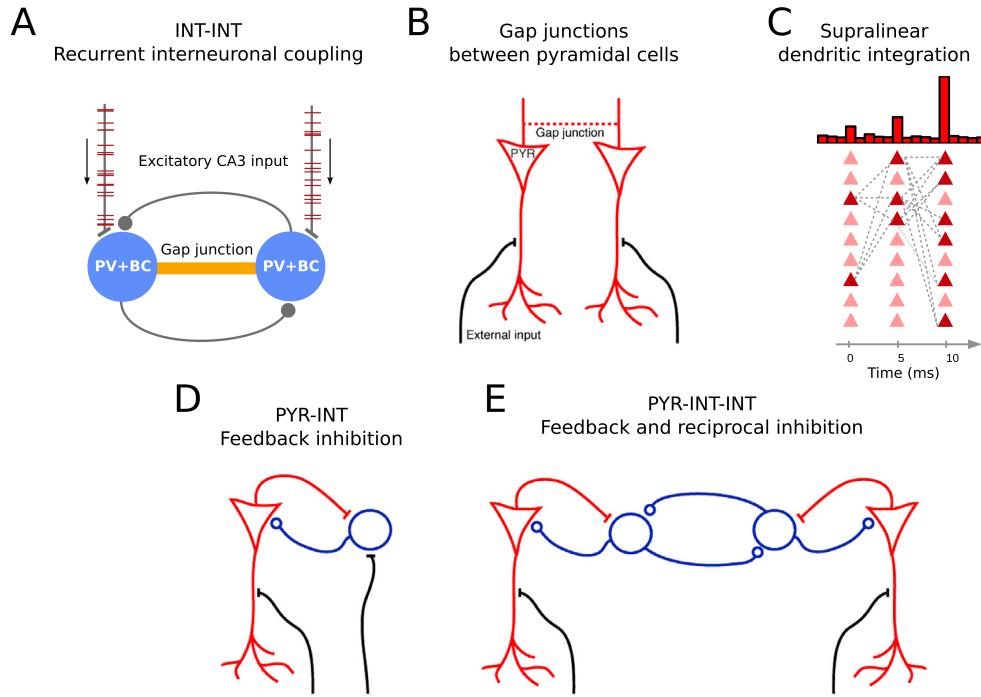 A
INT-INT
Recurrent interneuronal coupling
Excitatory CA3 input
Gap junction
PV+BC
PV+BC
B
Gap junctions
between pyramidal cells
Gap junction
PYR
External input
C
Supralinear
dendritic integration
0 5 10
Time (ms)
D
PYR-INT
Feedback inhibition
E
PYR-INT-INT
Feedback and reciprocal inhibition